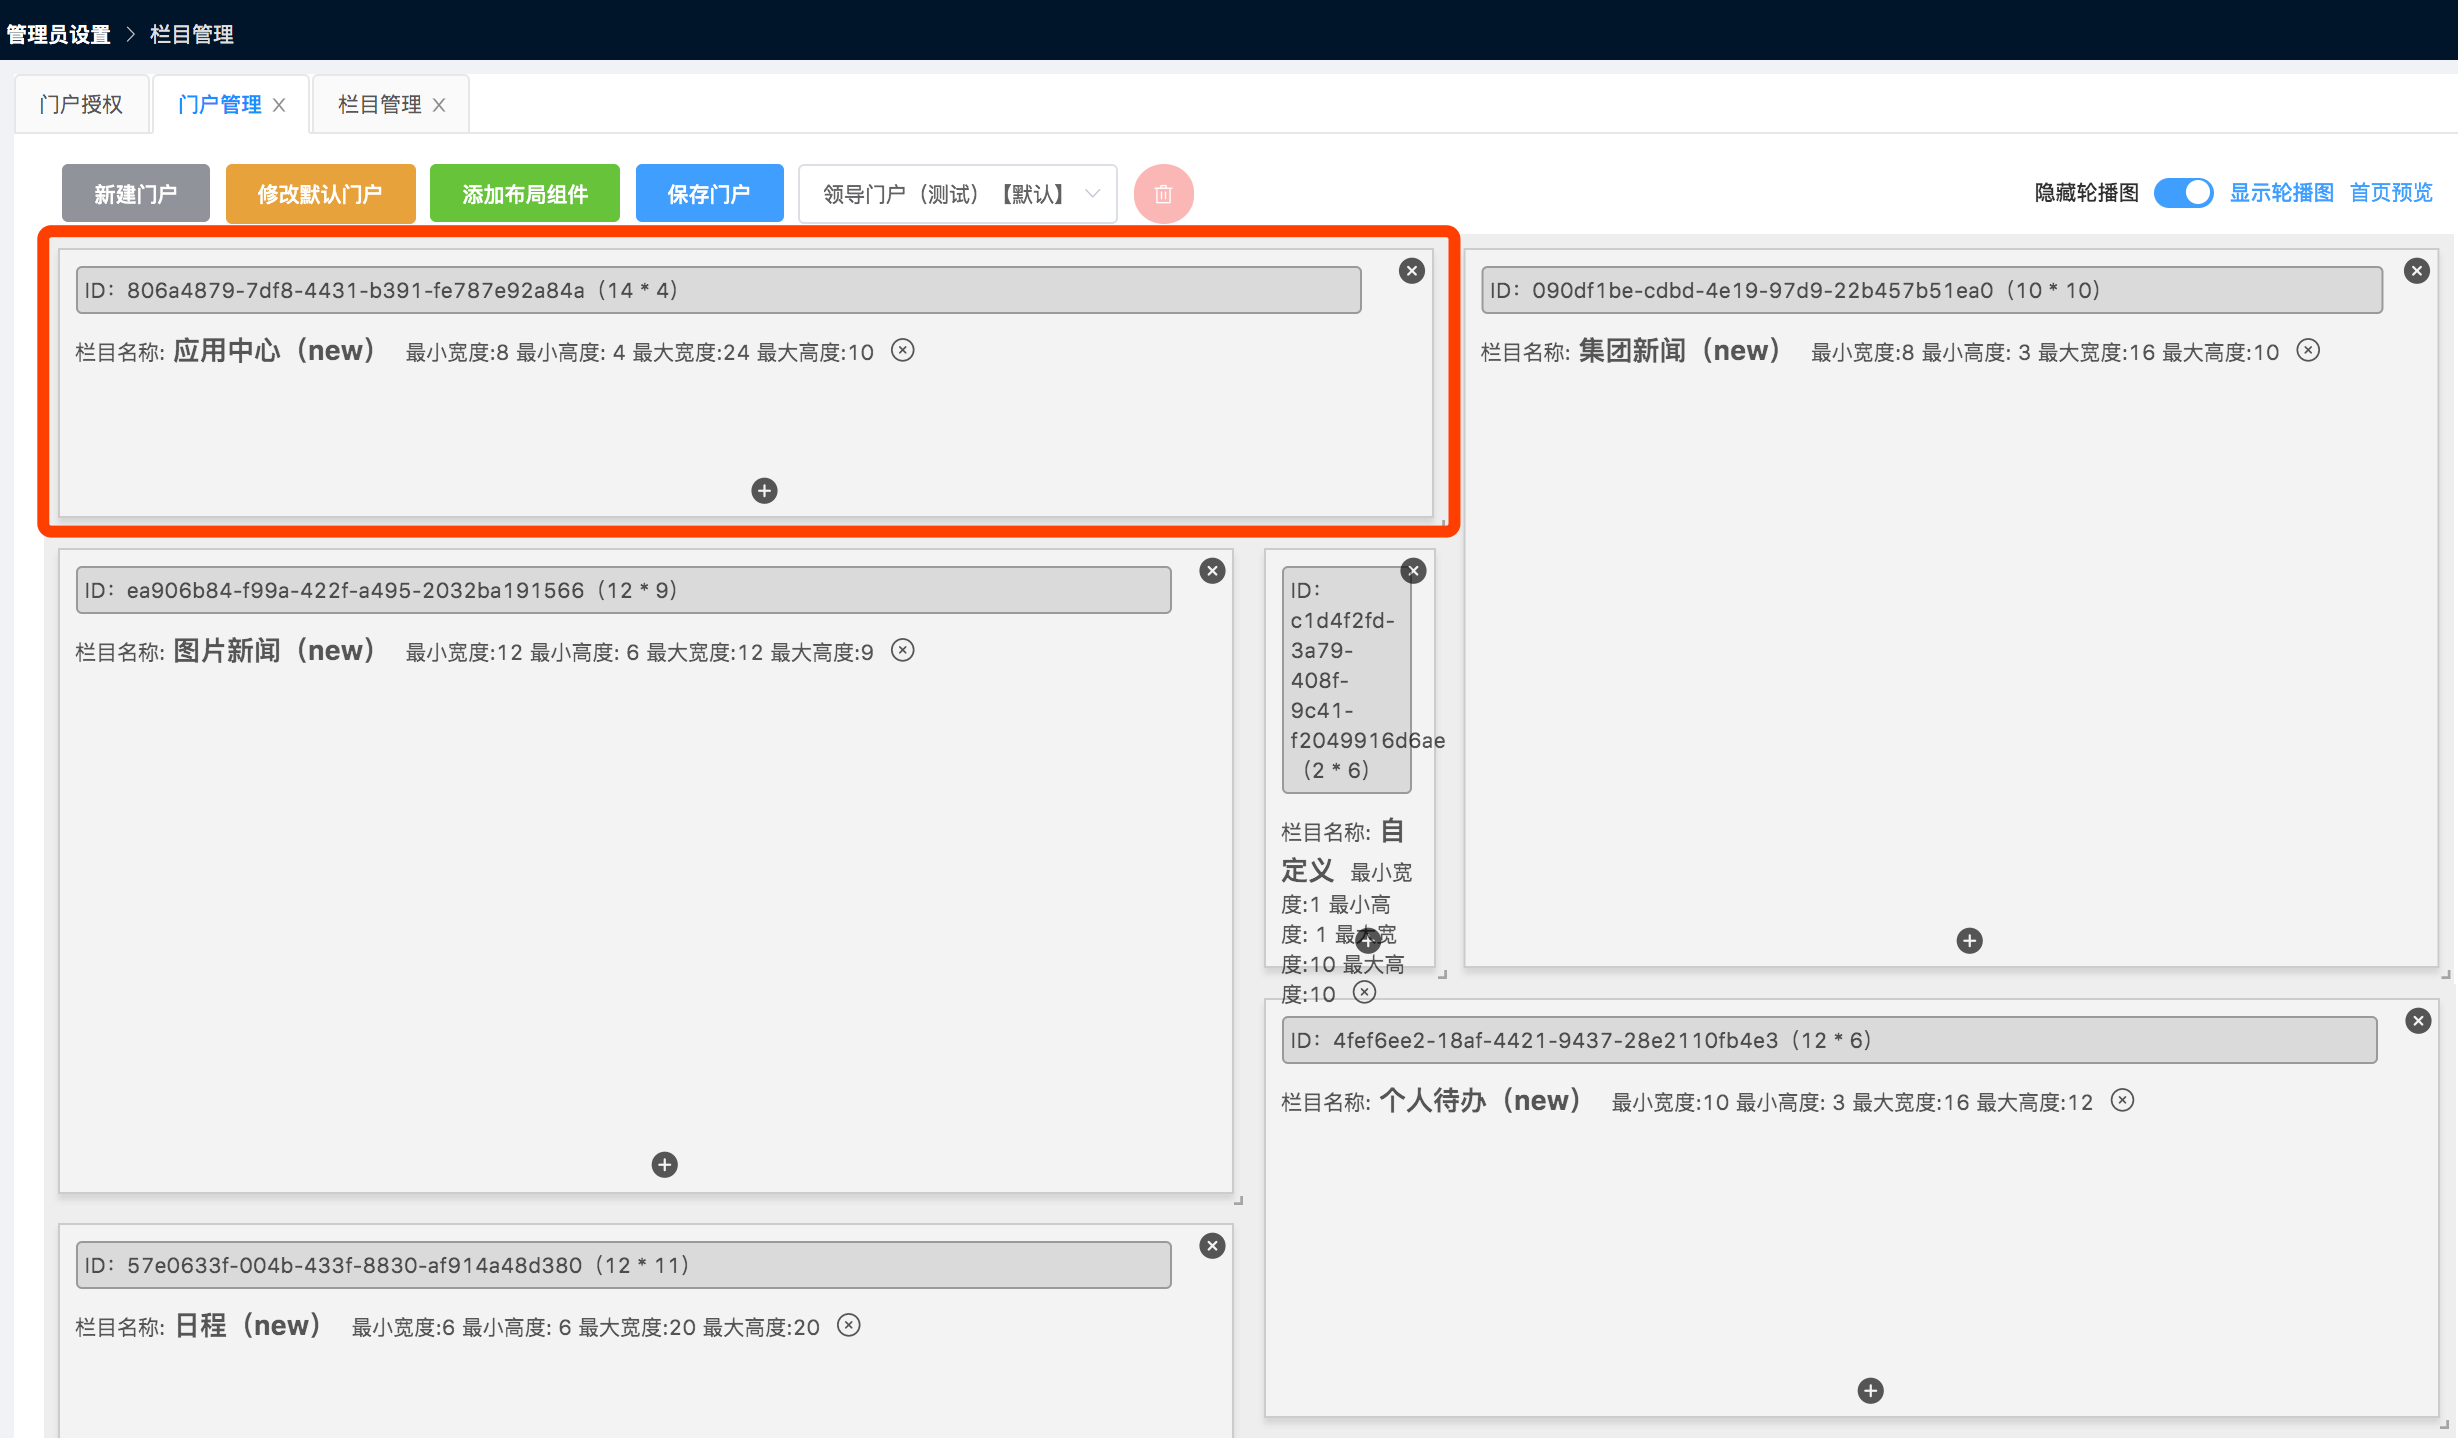 管理员设置 > 栏目管理
门户授权
门户管理 ×
栏目管理 ×
新建门户
修改默认门户
添加布局组件
保存门户
领导门户（测试）【默认】
隐藏轮播图
显示轮播图
首页预览
ID：806a4879-7df8-4431-b391-fe787e92a84a（14 * 4）
栏目名称: 应用中心（new） 最小宽度:8 最小高度: 4 最大宽度:24 最大高度:10
ID：090df1be-cdbd-4e19-97d9-22b457b51ea0（10 * 10）
栏目名称: 集团新闻（new） 最小宽度:8 最小高度: 3 最大宽度:16 最大高度:10
ID：ea906b84-f99a-422f-a495-2032ba191566（12 * 9）
栏目名称: 图片新闻（new） 最小宽度:12 最小高度: 6 最大宽度:12 最大高度:9
ID：
c1d4f2fd-
3a79-
408f-
9c41-
f2049916d6ae
（2 * 6）
栏目名称: 自
定义 最小宽
度:1 最小高
度: 1 最大宽
度:10 最大高
度:10
ID：4fef6ee2-18af-4421-9437-28e2110fb4e3（12 * 6）
栏目名称: 个人待办（new） 最小宽度:10 最小高度: 3 最大宽度:16 最大高度:12
ID：57e0633f-004b-433f-8830-af914a48d380（12 * 11）
栏目名称: 日程（new） 最小宽度:6 最小高度: 6 最大宽度:20 最大高度:20